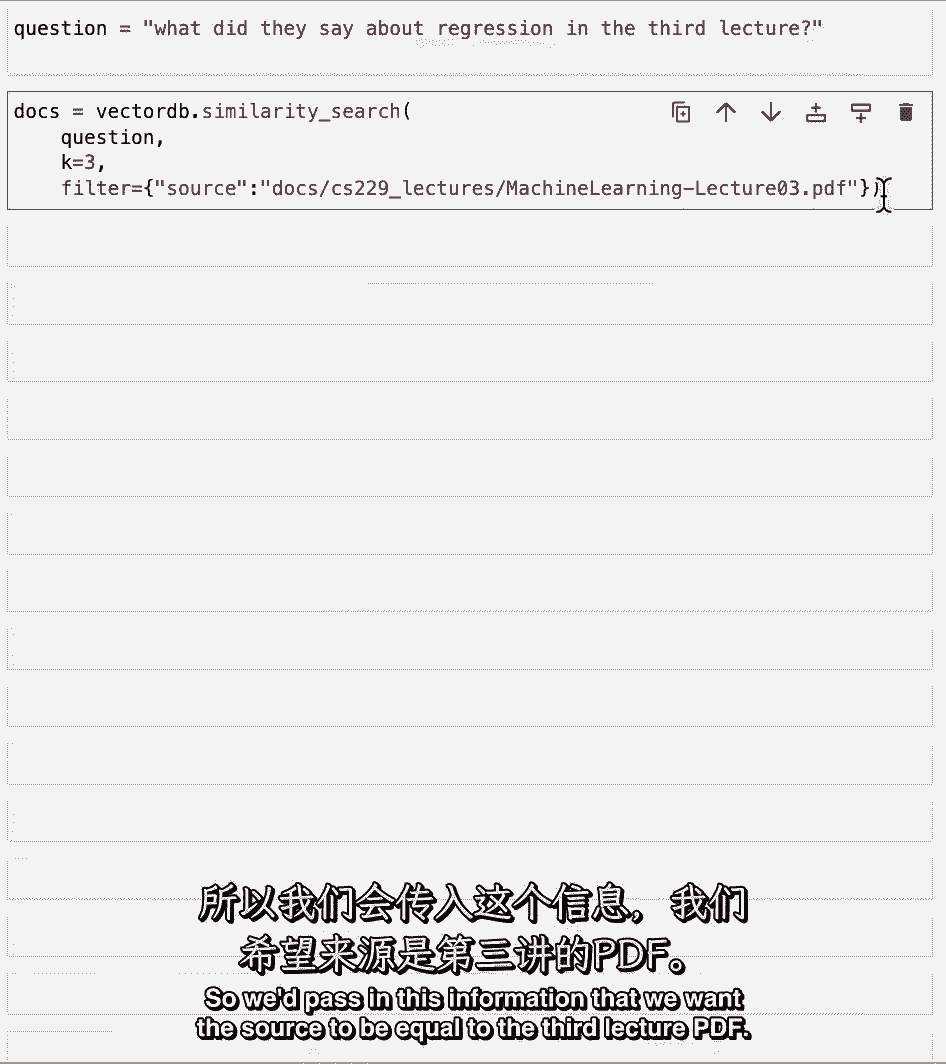 question = "what did they say about regression in the third lecture?"
docs = vectordb.similarity_search(
    question,
    k=3,
    filter={"source":"docs/cs229_lectures/MachineLearning-Lecture03.pdf"})
所以我们会传入这个信息，我们
希望来源是第三讲的PDF。
So we'd pass in this information that we want
the source to be equal to the third lecture PDF.